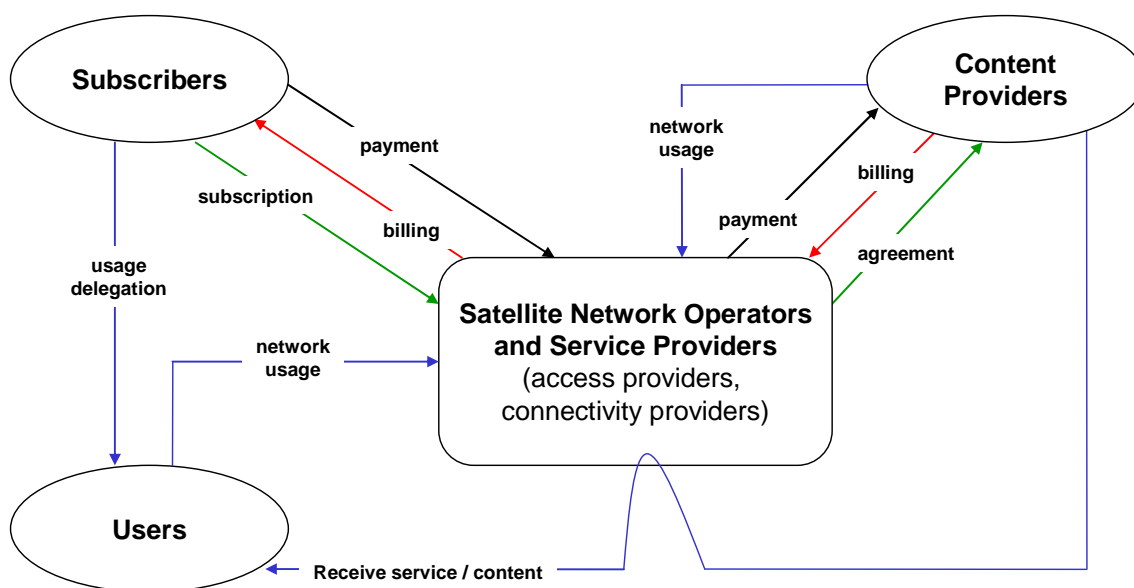 Subscribers
Content
Providers
network
usage
payment
subscription
billing
billing
payment
agreement
usage
delegation
Satellite Network Operators
and Service Providers
(access providers,
connectivity providers)
network
usage
Users
Receive service / content